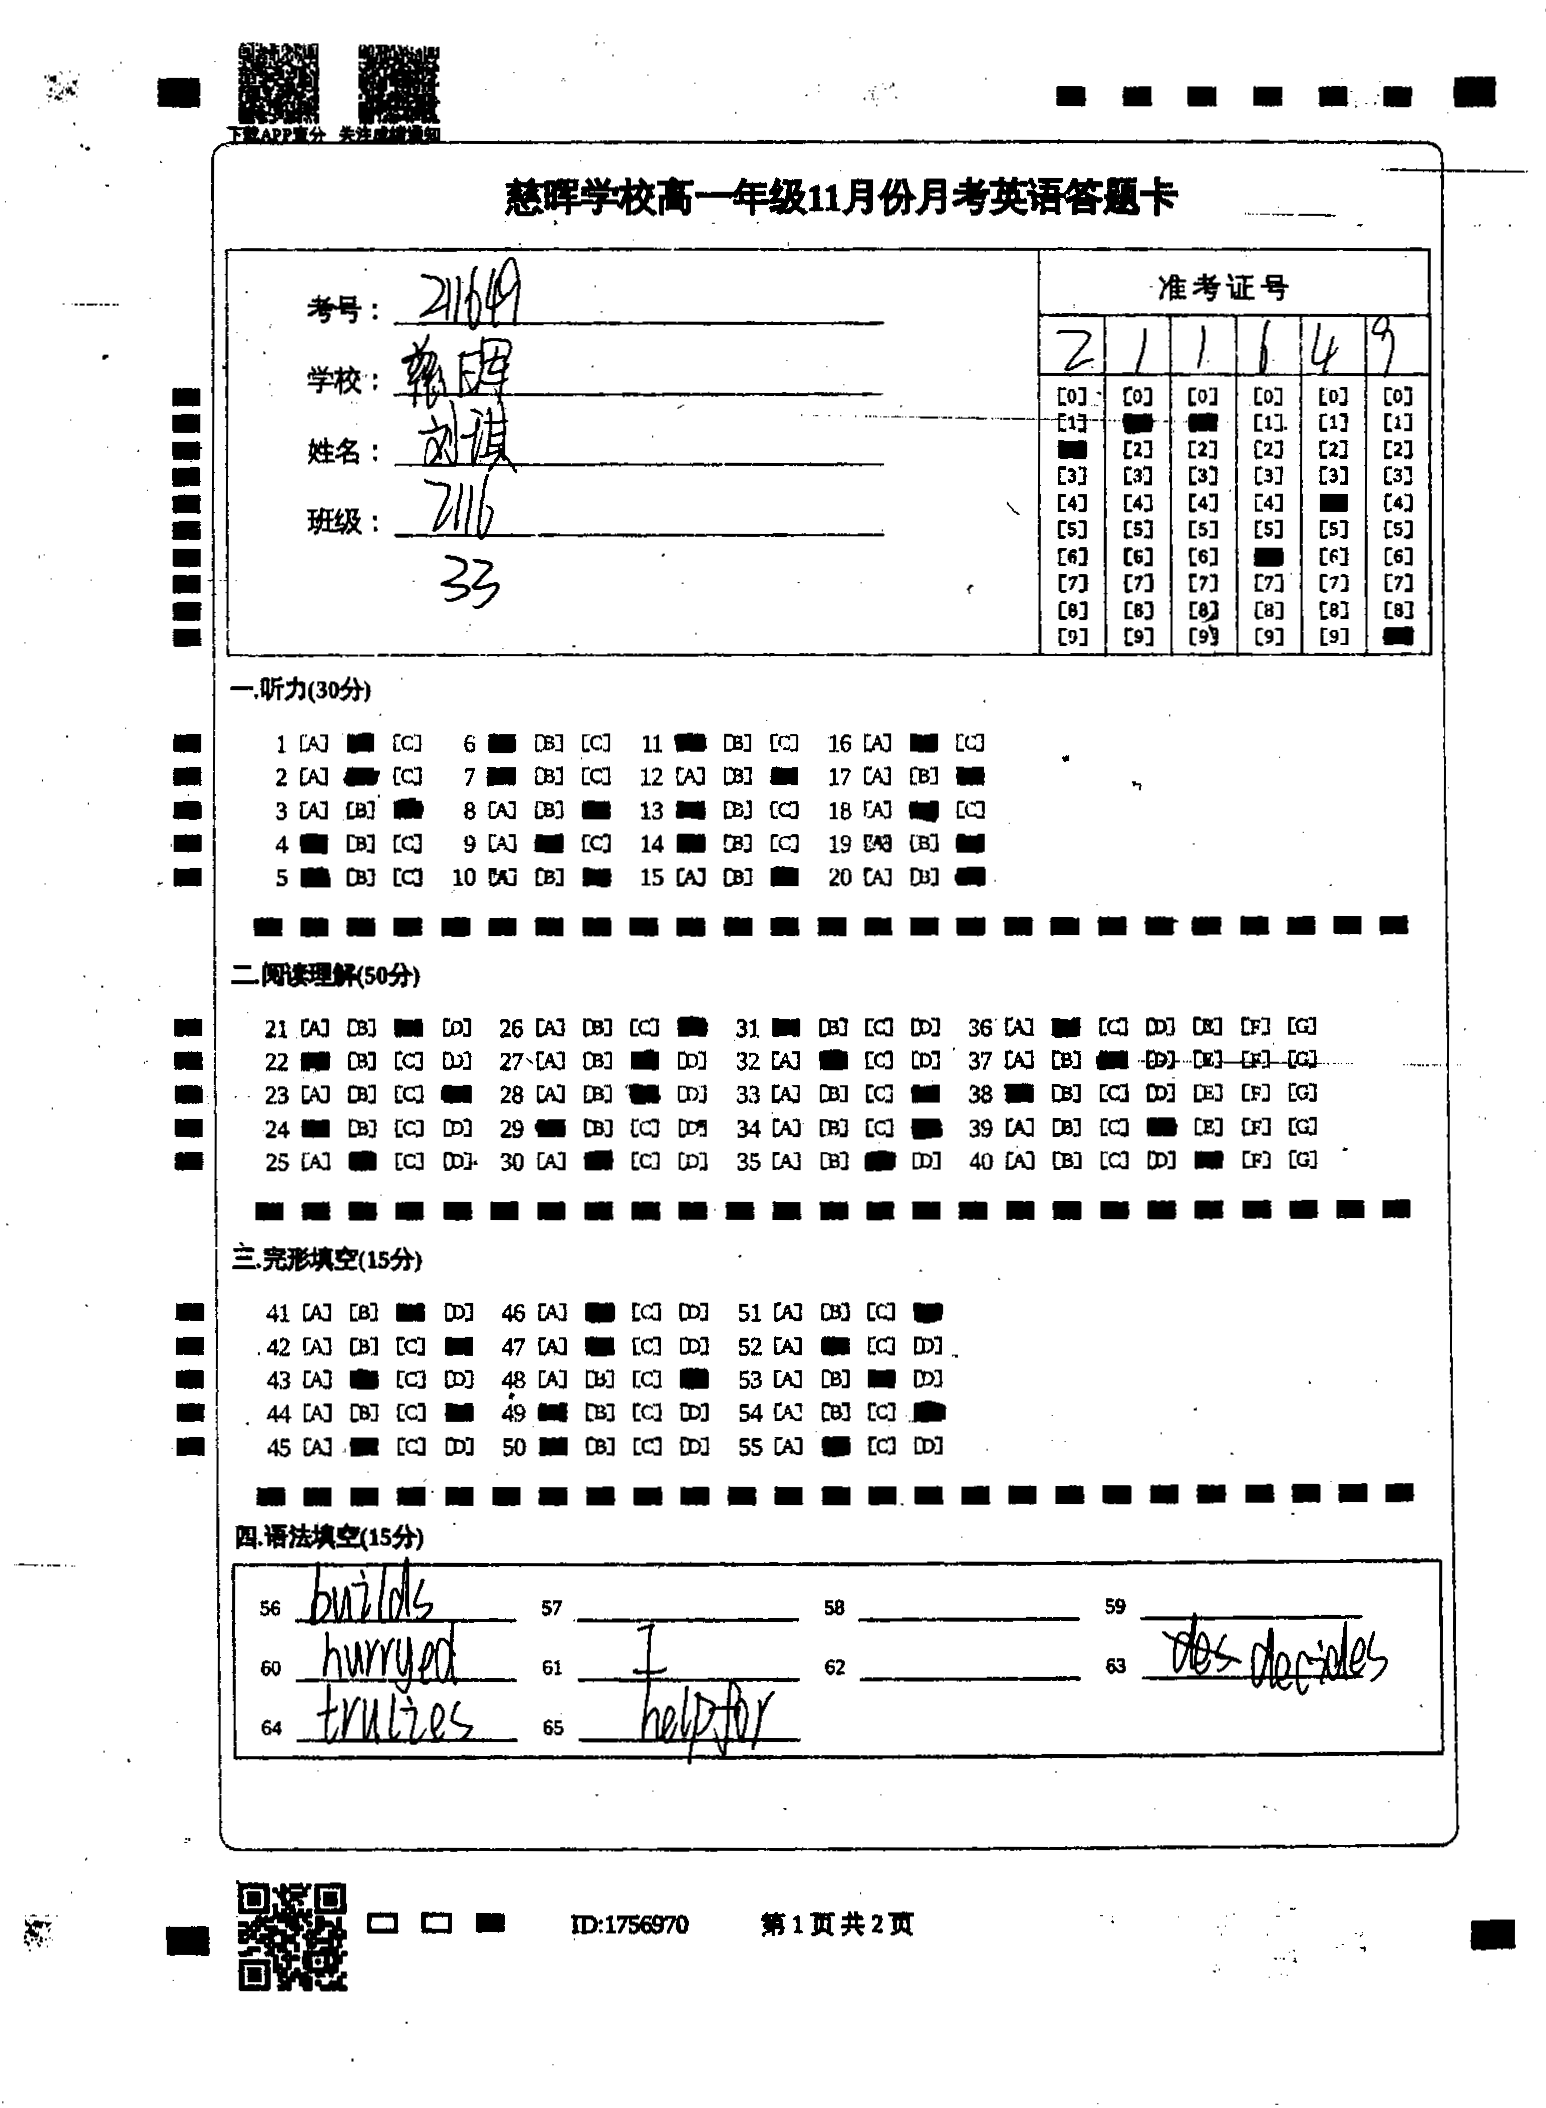 下载APP查分 关注成绩通知
慈晖学校高一年级11月份月考英语答题卡
考号： 211649
学校： 慈晖
姓名： 刘琪
班级： 2116
33
准考证号
2 1 1 6 4 9
[0] [0] [0] [0] [0] [0]
[1] [1] [1] [1]
[2] [2] [2] [2] [2]
[3] [3] [3] [3] [3] [3]
[4] [4] [4] [4] [4]
[5] [5] [5] [5] [5] [5]
[6] [6] [6] [6] [6]
[7] [7] [7] [7] [7] [7]
[8] [8] [8] [8] [8] [8]
[9] [9] [9] [9] [9]
一.听力(30分)
1 [A] [C] 6 [B] [C] 11 [B] [C] 16 [A] [C]
2 [A] [C] 7 [B] [C] 12 [A] [B] 17 [A] [B]
3 [A] [B] 8 [A] [B] 13 [B] [C] 18 [A] [C]
4 [B] [C] 9 [A] [C] 14 [B] [C] 19 [A] [B]
5 [B] [C] 10 [A] [B] 15 [A] [B] 20 [A] [B]
二.阅读理解(50分)
21 [A] [B] [D] 26 [A] [B] [C] 31 [B] [C] [D] 36 [A] [C] [D] [E] [F] [G]
22 [B] [C] [D] 27 [A] [B] [D] 32 [A] [C] [D] 37 [A] [B] [D] [E] [F] [G]
23 [A] [B] [C] 28 [A] [B] [D] 33 [A] [B] [C] 38 [B] [C] [D] [E] [F] [G]
24 [B] [C] [D] 29 [B] [C] [D] 34 [A] [B] [C] 39 [A] [B] [C] [E] [F] [G]
25 [A] [C] [D] 30 [A] [C] [D] 35 [A] [B] [D] 40 [A] [B] [C] [D] [F] [G]
三.完形填空(15分)
41 [A] [B] [D] 46 [A] [C] [D] 51 [A] [B] [C]
42 [A] [B] [C] 47 [A] [C] [D] 52 [A] [C] [D]
43 [A] [C] [D] 48 [A] [B] [C] 53 [A] [B] [D]
44 [A] [B] [C] 49 [B] [C] [D] 54 [A] [B] [C]
45 [A] [C] [D] 50 [B] [C] [D] 55 [A] [C] [D]
四.语法填空(15分)
56 builds 57 58 59
60 hurryed 61 I 62 63 des decides
64 trulies 65 help for
ID:1756970 第 1 页 共 2 页